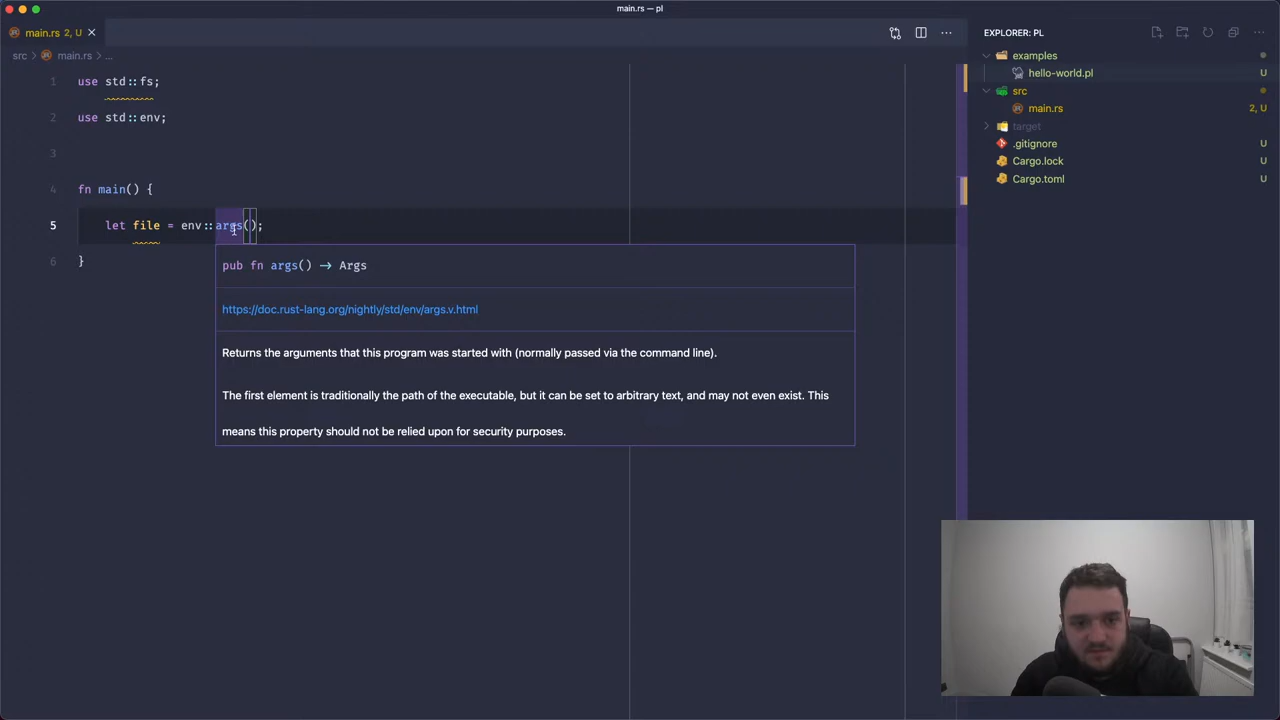 main.rs — pl
main.rs 2, U
src > main.rs > ...
1 use std::fs;
2 use std::env;
3
4 fn main() {
5 let file = env::args();
6 }
pub fn args() → Args
https://doc.rust-lang.org/nightly/std/env/args.v.html
Returns the arguments that this program was started with (normally passed via the command line).
The first element is traditionally the path of the executable, but it can be set to arbitrary text, and may not even exist. This
means this property should not be relied upon for security purposes.
EXPLORER: PL
examples
hello-world.pl U
src
main.rs 2, U
target
.gitignore U
Cargo.lock U
Cargo.toml U